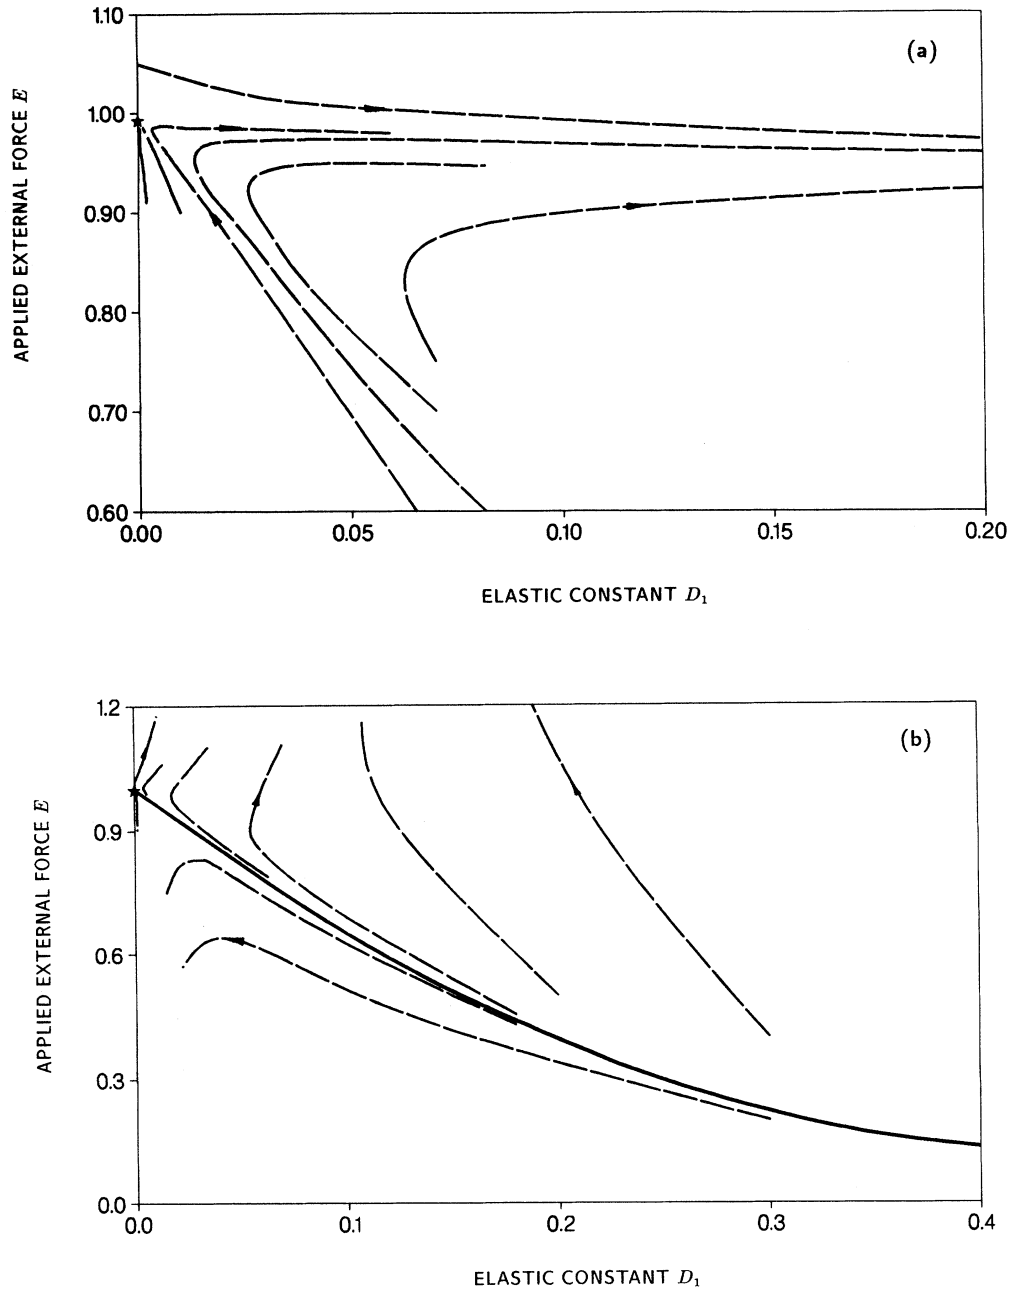 (a)
APPLIED EXTERNAL FORCE E
1.10
1.00
0.90
0.80
0.70
0.60
0.00 0.05 0.10 0.15 0.20
ELASTIC CONSTANT D₁
(b)
APPLIED EXTERNAL FORCE E
1.2
0.9
0.6
0.3
0.0
0.0 0.1 0.2 0.3 0.4
ELASTIC CONSTANT D₁